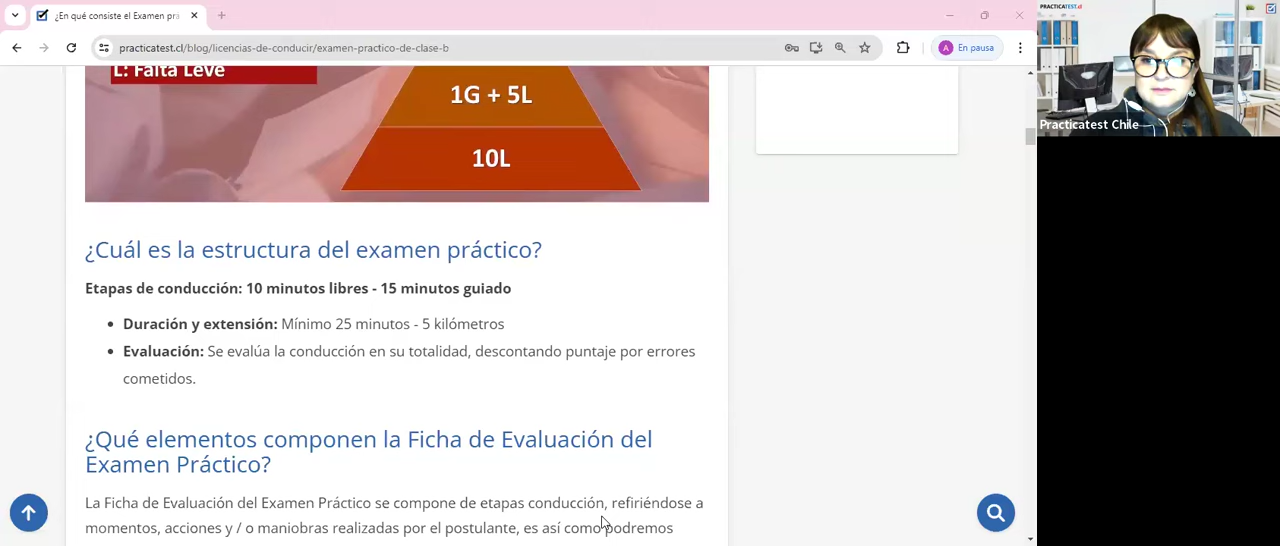 ¿En qué consiste el Examen prá
practicatest.cl/blog/licencias-de-conducir/examen-practico-de-clase-b
A
En pausa
PRACTICATEST.cl
Practicatest Chile
L: Falta Leve
1G + 5L
10L
¿Cuál es la estructura del examen práctico?
Etapas de conducción: 10 minutos libres - 15 minutos guiado
Duración y extensión: Mínimo 25 minutos - 5 kilómetros
Evaluación: Se evalúa la conducción en su totalidad, descontando puntaje por errores
cometidos.
¿Qué elementos componen la Ficha de Evaluación del
Examen Práctico?
La Ficha de Evaluación del Examen Práctico se compone de etapas conducción, refiriéndose a
momentos, acciones y / o maniobras realizadas por el postulante, es así como podremos